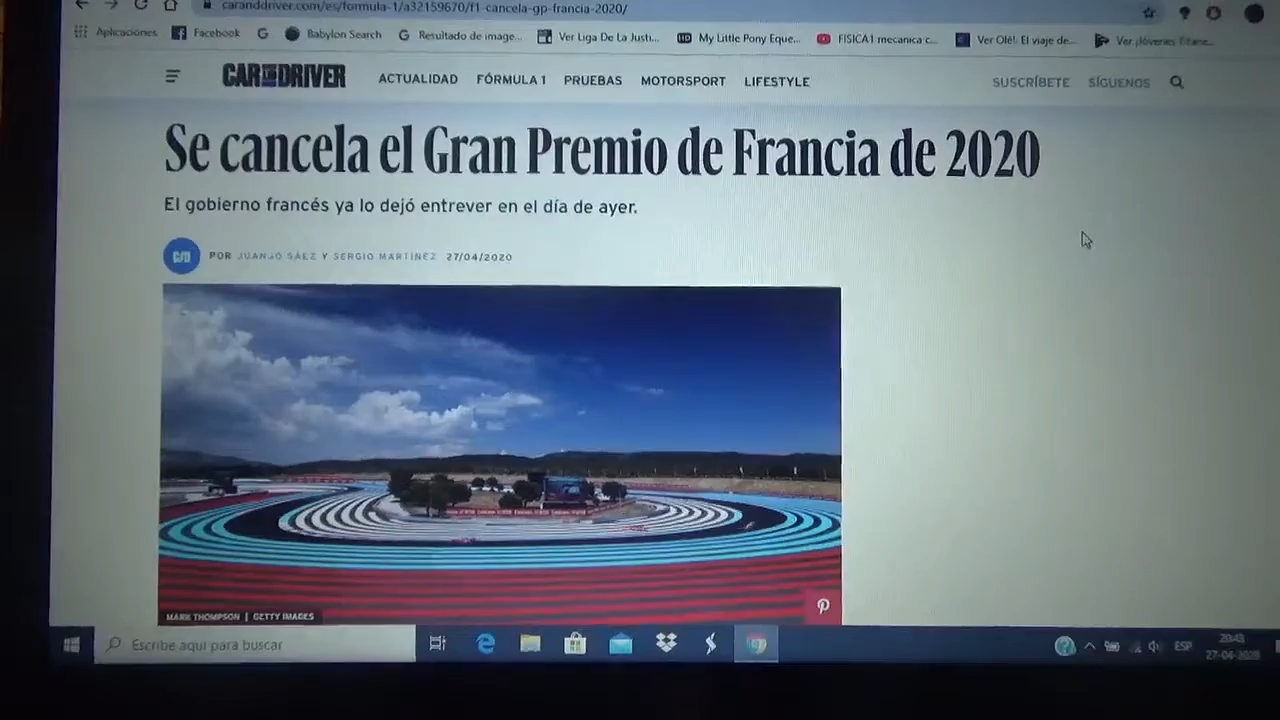 caranddriver.com/es/formula-1/a32159670/f1-cancela-gp-francia-2020/
Aplicaciones Facebook Babylon Search Resultado de image... Ver Liga De La Justi... My Little Pony Eque... FISICA1 mecanica c... Ver Olé!: El viaje de... Ver ¡Jóvenes Titane...
CAR AND DRIVER ACTUALIDAD FÓRMULA 1 PRUEBAS MOTORSPORT LIFESTYLE SUSCRÍBETE SÍGUENOS
Se cancela el Gran Premio de Francia de 2020
El gobierno francés ya lo dejó entrever en el día de ayer.
C/D POR JUANJO SÁEZ Y SERGIO MARTÍNEZ 27/04/2020
MARK THOMPSON | GETTY IMAGES
Escribe aquí para buscar
ESP
20:43
27-04-2020